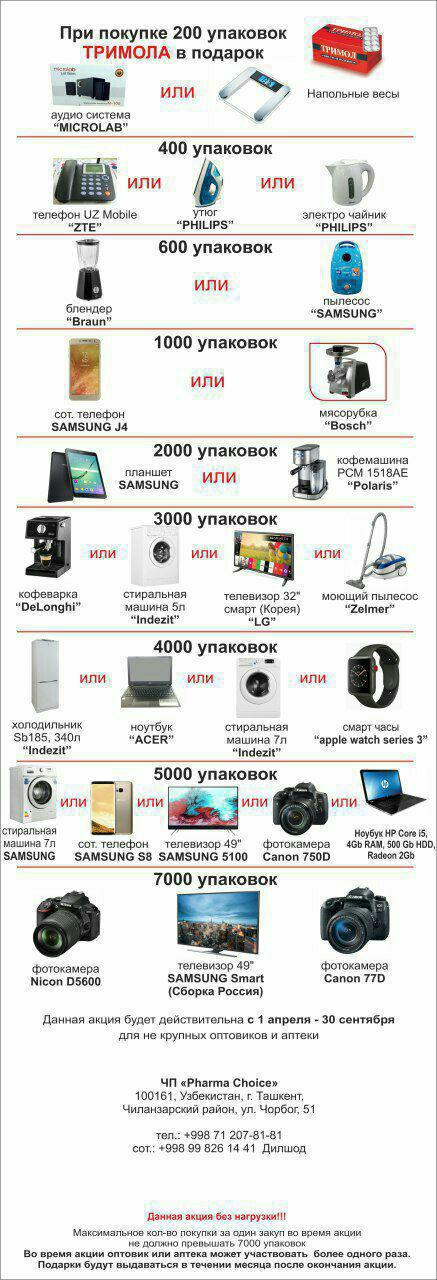 При покупке 200 упаковок
ТРИМОЛА в подарок
ТРИМОЛ
microlab
M-108
или
Напольные весы
аудио система
“MICROLAB”
400 упаковок
или
или
телефон UZ Mobile
“ZTE”
утюг
“PHILIPS”
электро чайник
“PHILIPS”
600 упаковок
или
блендер
“Braun”
пылесос
“SAMSUNG”
1000 упаковок
или
сот. телефон
SAMSUNG J4
мясорубка
“Bosch”
2000 упаковок
планшет
SAMSUNG
или
кофемашина
PCM 1518AE
“Polaris”
3000 упаковок
или
или
или
кофеварка
“DeLonghi”
стиральная
машина 5л
“Indezit”
телевизор 32"
смарт (Корея)
“LG”
моющий пылесос
“Zelmer”
4000 упаковок
или
или
или
холодильник
Sb185, 340л
“Indezit”
ноутбук
“ACER”
стиральная
машина 7л
“Indezit”
смарт часы
“apple watch series 3”
5000 упаковок
или
или
или
или
стиральная
машина 7л
SAMSUNG
сот. телефон
SAMSUNG S8
телевизор 49"
SAMSUNG 5100
фотокамера
Canon 750D
Ноубук HP Core i5,
4Gb RAM, 500 Gb HDD,
Radeon 2Gb
7000 упаковок
фотокамера
Nicon D5600
телевизор 49"
SAMSUNG Smart
(Сборка Россия)
фотокамера
Canon 77D
Данная акция будет действительна с 1 апреля - 30 сентября
для не крупных оптовиков и аптеки
ЧП «Pharma Choice»
100161, Узбекистан, г. Ташкент,
Чиланзарский район, ул. Чорбог, 51
тел.: +998 71 207-81-81
сот.: +998 99 826 14 41 Дилшод
Данная акция без нагрузки!!!
Максимальное кол-во покупки за один закуп во время акции
не должно превышать 7000 упаковок
Во время акции оптовик или аптека может участвовать более одного раза.
Подарки будут выдаваться в течении месяца после окончания акции.